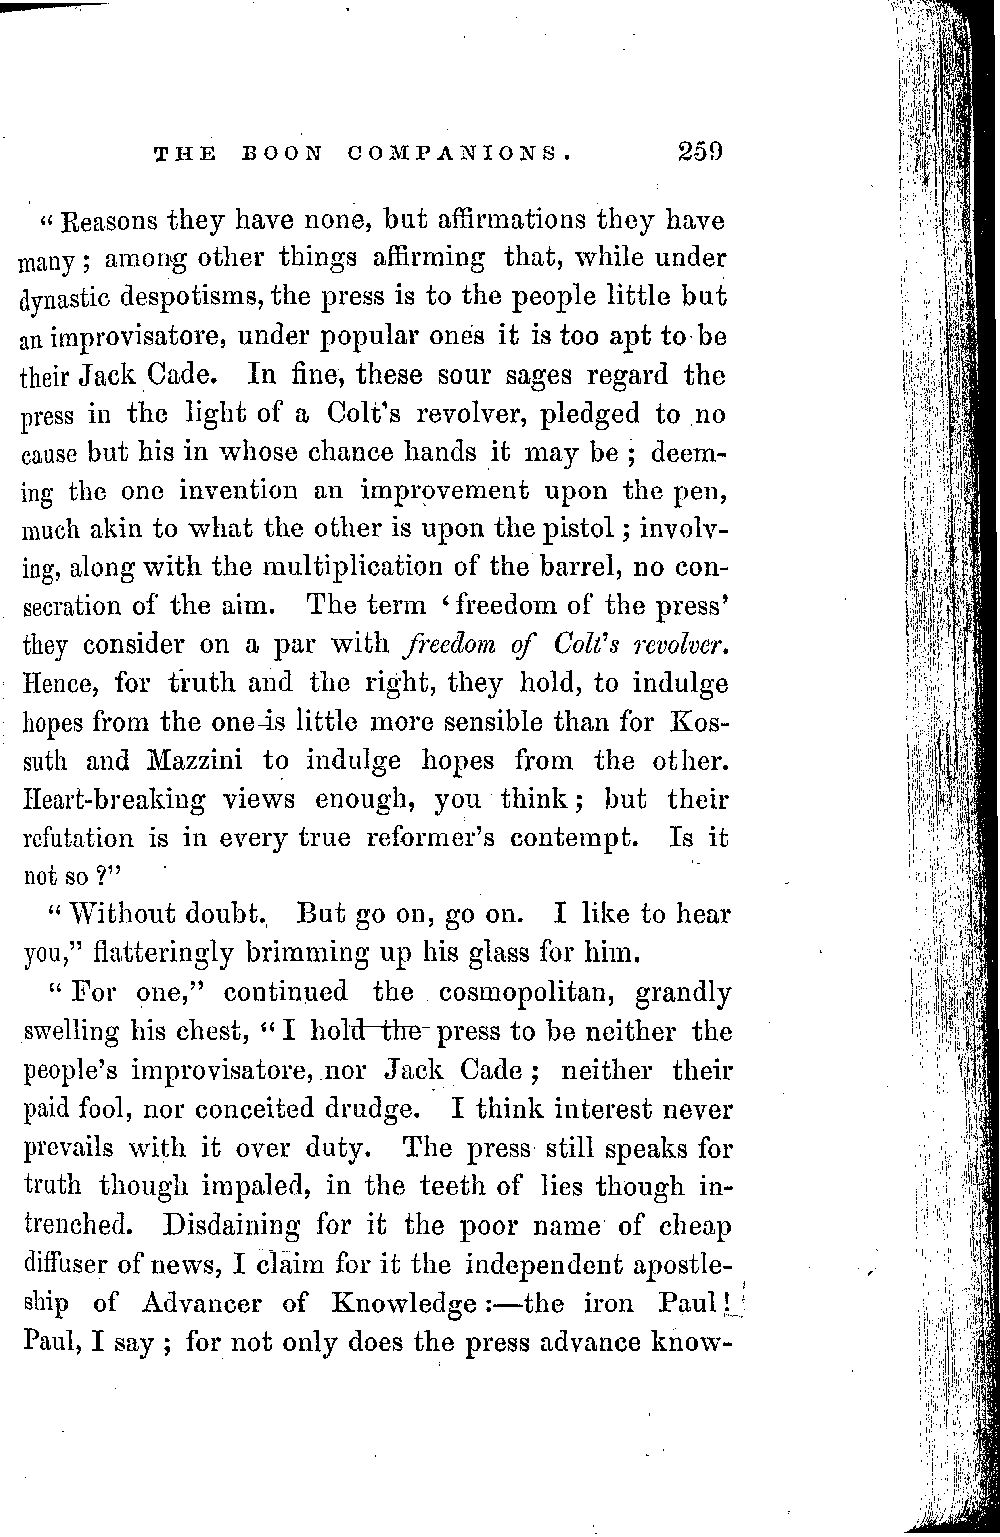 THE BOON COMPANIONS. 259
“Reasons they have none, but affirmations they have
many; among other things affirming that, while under
dynastic despotisms, the press is to the people little but
an improvisatore, under popular ones it is too apt to be
their Jack Cade. In fine, these sour sages regard the
press in the light of a Colt's revolver, pledged to no
cause but his in whose chance hands it may be; deem-
ing the one invention an improvement upon the pen,
much akin to what the other is upon the pistol; involv-
ing, along with the multiplication of the barrel, no con-
secration of the aim. The term ‘freedom of the press’
they consider on a par with freedom of Colt's revolver.
Hence, for truth and the right, they hold, to indulge
hopes from the one is little more sensible than for Kos-
suth and Mazzini to indulge hopes from the other.
Heart-breaking views enough, you think; but their
refutation is in every true reformer's contempt. Is it
not so?”
“Without doubt. But go on, go on. I like to hear
you,” flatteringly brimming up his glass for him.
“For one,” continued the cosmopolitan, grandly
swelling his chest, “I hold the press to be neither the
people's improvisatore, nor Jack Cade; neither their
paid fool, nor conceited drudge. I think interest never
prevails with it over duty. The press still speaks for
truth though impaled, in the teeth of lies though in-
trenched. Disdaining for it the poor name of cheap
diffuser of news, I claim for it the independent apostle-
ship of Advancer of Knowledge:—the iron Paul!
Paul, I say; for not only does the press advance know-